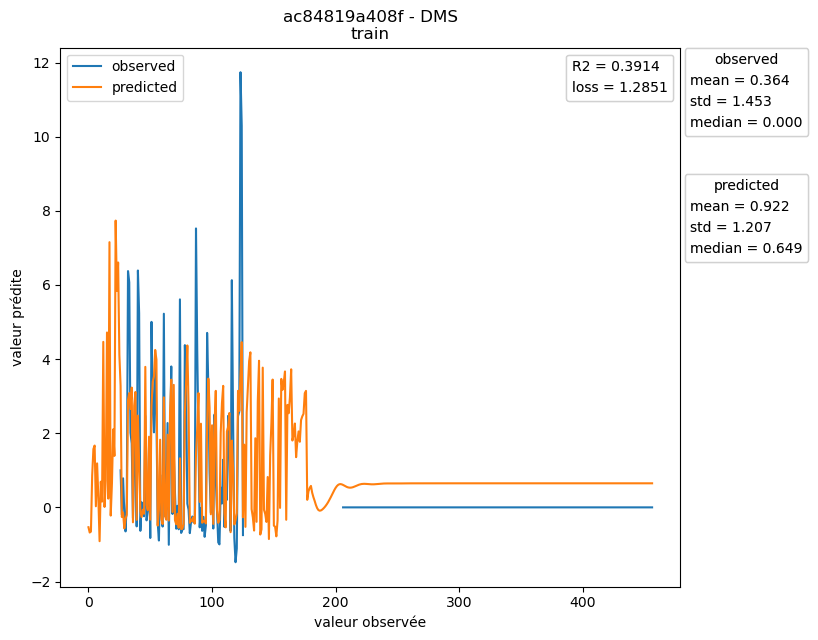 ac84819a408f - DMS
train
observed
predicted
R2 = 0.3914
loss = 1.2851
observed
mean = 0.364
std = 1.453
median = 0.000
predicted
mean = 0.922
std = 1.207
median = 0.649
12
10
8
6
4
2
0
−2
valeur prédite
0 100 200 300 400
valeur observée